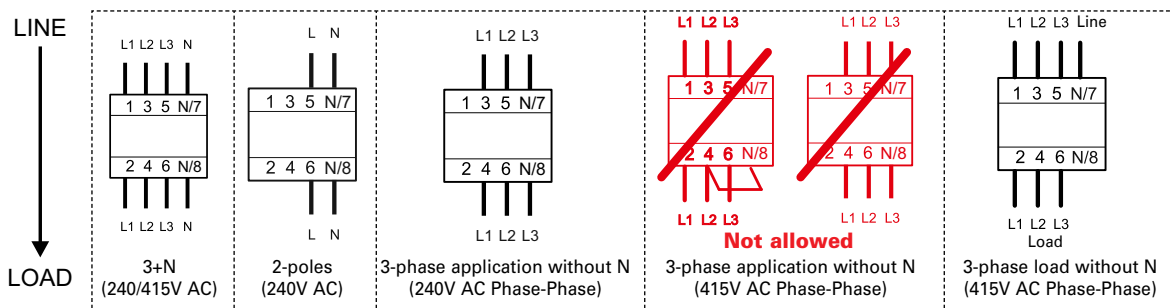 LINE
LOAD
L1 L2 L3 N
1 3 5 N/7
2 4 6 N/8
L1 L2 L3 N
3+N
(240/415V AC)
L N
1 3 5 N/7
2 4 6 N/8
L N
2-poles
(240V AC)
L1 L2 L3
1 3 5 N/7
2 4 6 N/8
L1 L2 L3
3-phase application without N
(240V AC Phase-Phase)
L1 L2 L3
1 3 5 N/7
2 4 6 N/8
L1 L2 L3
L1 L2 L3
1 3 5 N/7
2 4 6 N/8
L1 L2 L3
Not allowed
3-phase application without N
(415V AC Phase-Phase)
L1 L2 L3 Line
1 3 5 N/7
2 4 6 N/8
L1 L2 L3
Load
3-phase load without N
(415V AC Phase-Phase)